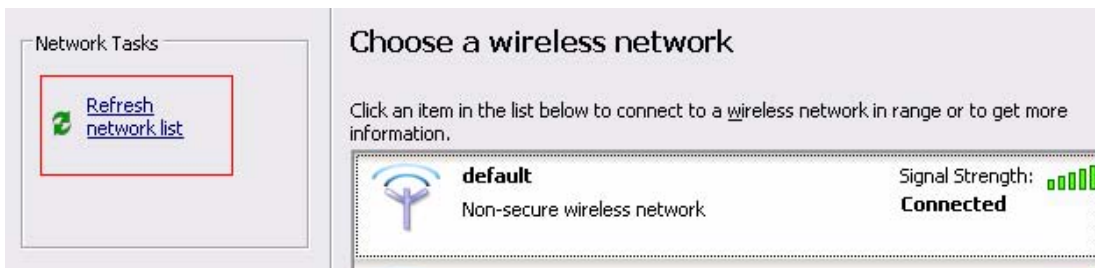 Network Tasks
Refresh
network list
Choose a wireless network
Click an item in the list below to connect to a wireless network in range or to get more
information.
default
Non-secure wireless network
Signal Strength:
Connected